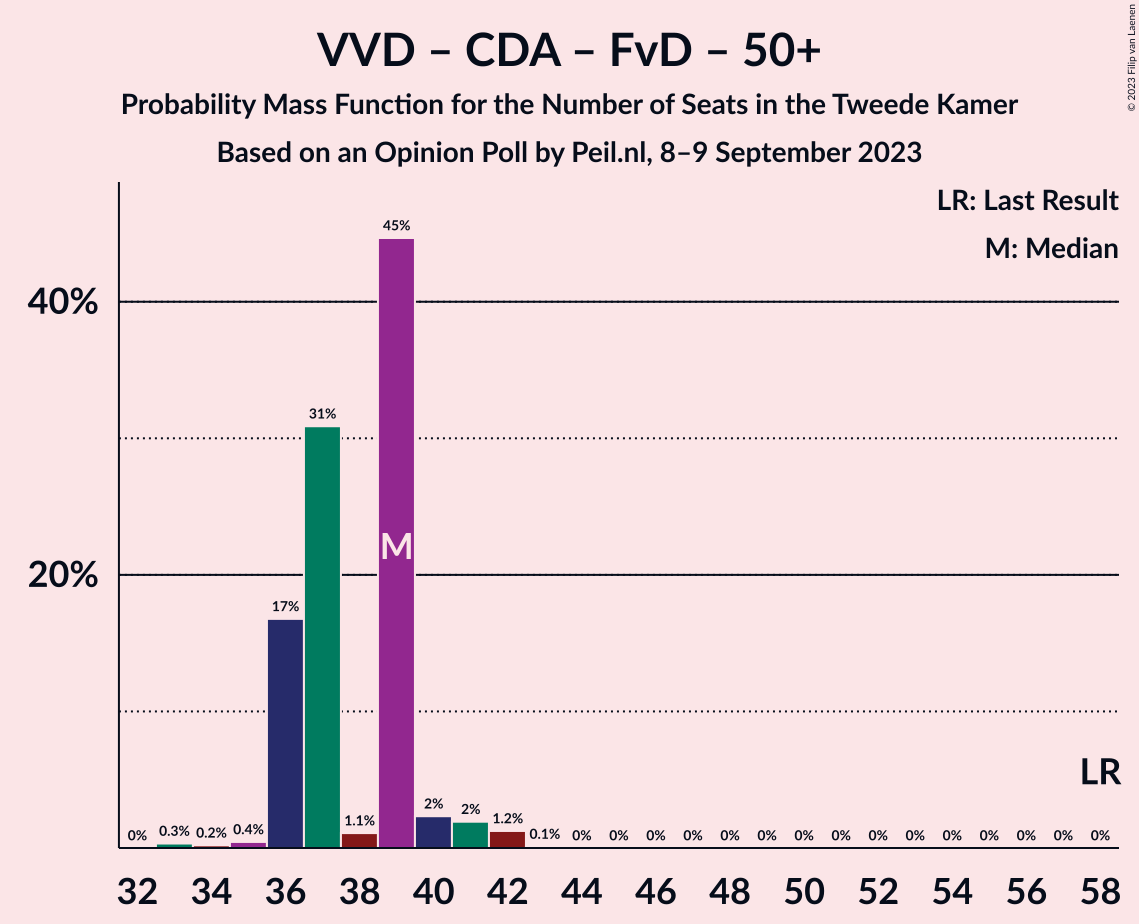 VVD – CDA – FvD – 50+
Probability Mass Function for the Number of Seats in the Tweede Kamer
Based on an Opinion Poll by Peil.nl, 8–9 September 2023
© 2023 Filip van Laenen
LR: Last Result
M: Median
40%
20%
0% 0.3% 0.2% 0.4% 17% 31% 1.1% 45% 2% 2% 1.2% 0.1% 0% 0% 0% 0% 0% 0% 0% 0% 0% 0% 0% 0% 0% 0% 0%
M
LR
32 34 36 38 40 42 44 46 48 50 52 54 56 58